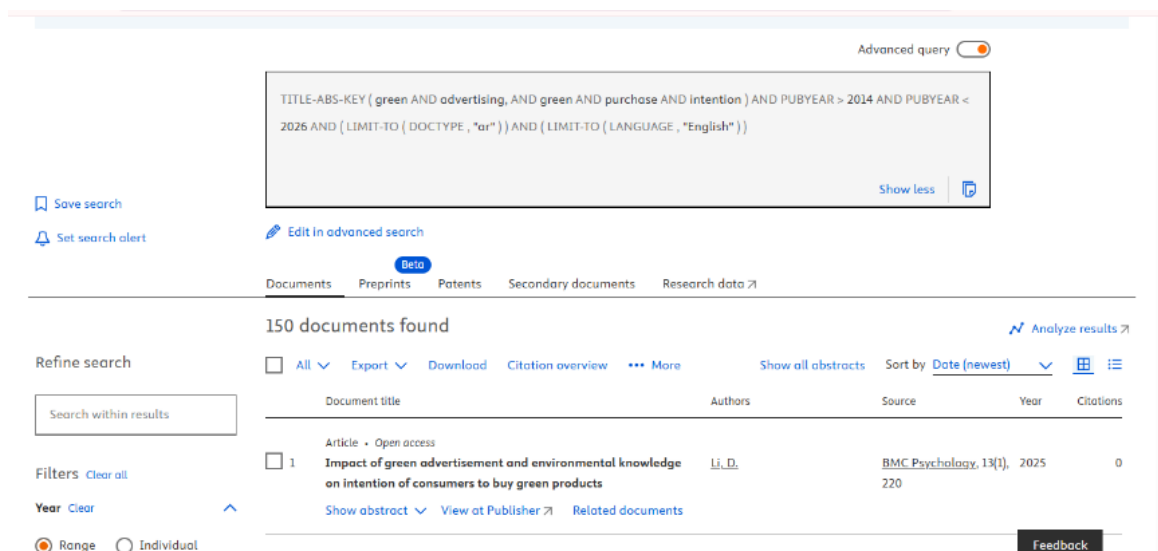 Advanced query
TITLE-ABS-KEY ( green AND advertising, AND green AND purchase AND intention ) AND PUBYEAR > 2014 AND PUBYEAR <
2026 AND ( LIMIT-TO ( DOCTYPE , "ar" ) ) AND ( LIMIT-TO ( LANGUAGE , "English" ) )
Show less
Save search
Set search alert
Edit in advanced search
Beta
Documents Preprints Patents Secondary documents Research data
150 documents found
Analyze results
Refine search
All Export Download Citation overview ••• More Show all abstracts Sort by Date (newest)
Search within results
Document title Authors Source Year Citations
Article • Open access
1 Impact of green advertisement and environmental knowledge Li, D. BMC Psychology, 13(1), 2025 0
on intention of consumers to buy green products 220
Filters Clear all
Show abstract View at Publisher Related documents
Year Clear
Range Individual
Feedback